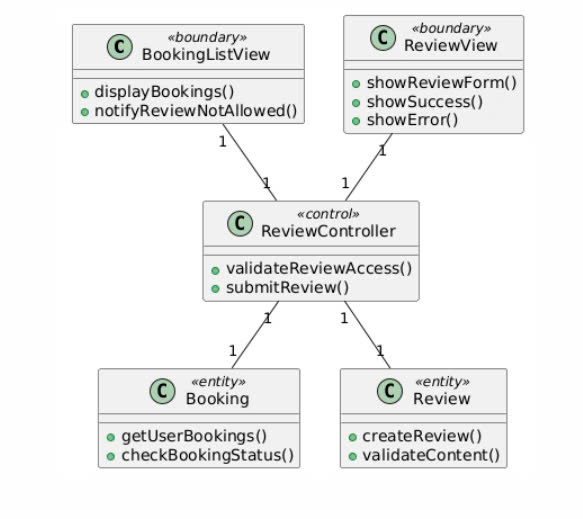 C «boundary»
BookingListView
displayBookings()
notifyReviewNotAllowed()
C «boundary»
ReviewView
showReviewForm()
showSuccess()
showError()
1 1
1 1
C «control»
ReviewController
validateReviewAccess()
submitReview()
1 1
1 1
C «entity»
Booking
getUserBookings()
checkBookingStatus()
C «entity»
Review
createReview()
validateContent()